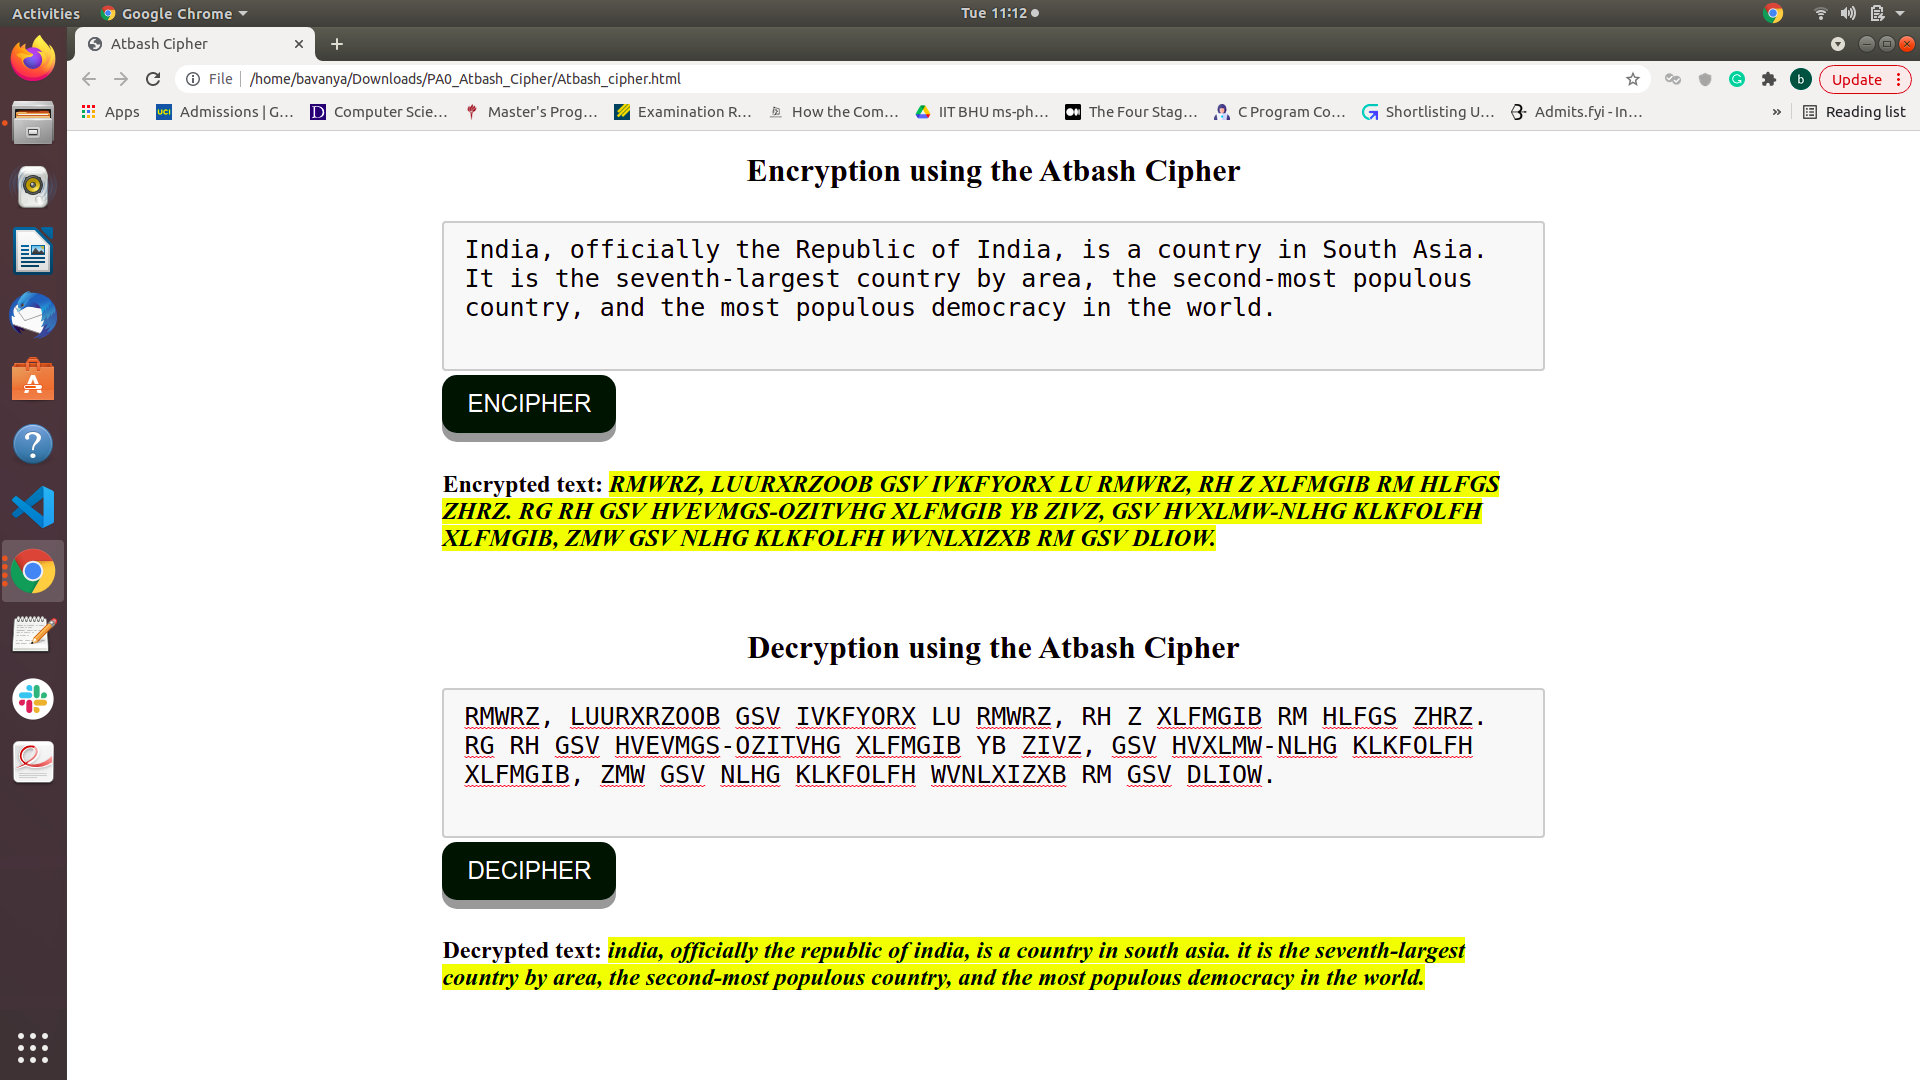 Activities Google Chrome Tue 11:12
Atbash Cipher
File /home/bavanya/Downloads/PA0_Atbash_Cipher/Atbash_cipher.html b Update
Apps UCI Admissions | G... D Computer Scie... Master's Prog... Examination R... How the Com... IIT BHU ms-ph... The Four Stag... C Program Co... Shortlisting U... Admits.fyi - In... » Reading list
Encryption using the Atbash Cipher
India, officially the Republic of India, is a country in South Asia.
It is the seventh-largest country by area, the second-most populous
country, and the most populous democracy in the world.
ENCIPHER
Encrypted text: RMWRZ, LUURXRZOOB GSV IVKFYORX LU RMWRZ, RH Z XLFMGIB RM HLFGS
ZHRZ. RG RH GSV HVEVMGS-OZITVHG XLFMGIB YB ZIVZ, GSV HVXLMW-NLHG KLKFOLFH
XLFMGIB, ZMW GSV NLHG KLKFOLFH WVNLXIZXB RM GSV DLIOW.
Decryption using the Atbash Cipher
RMWRZ, LUURXRZOOB GSV IVKFYORX LU RMWRZ, RH Z XLFMGIB RM HLFGS ZHRZ.
RG RH GSV HVEVMGS-OZITVHG XLFMGIB YB ZIVZ, GSV HVXLMW-NLHG KLKFOLFH
XLFMGIB, ZMW GSV NLHG KLKFOLFH WVNLXIZXB RM GSV DLIOW.
DECIPHER
Decrypted text: india, officially the republic of india, is a country in south asia. it is the seventh-largest
country by area, the second-most populous country, and the most populous democracy in the world.